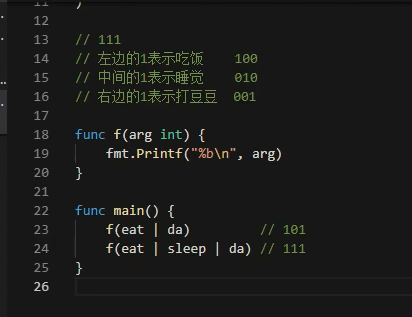 11 )
12
13 // 111
14 // 左边的1表示吃饭    100
15 // 中间的1表示睡觉    010
16 // 右边的1表示打豆豆  001
17
18 func f(arg int) {
19     fmt.Printf("%b\n", arg)
20 }
21
22 func main() {
23     f(eat | da)         // 101
24     f(eat | sleep | da) // 111
25 }
26